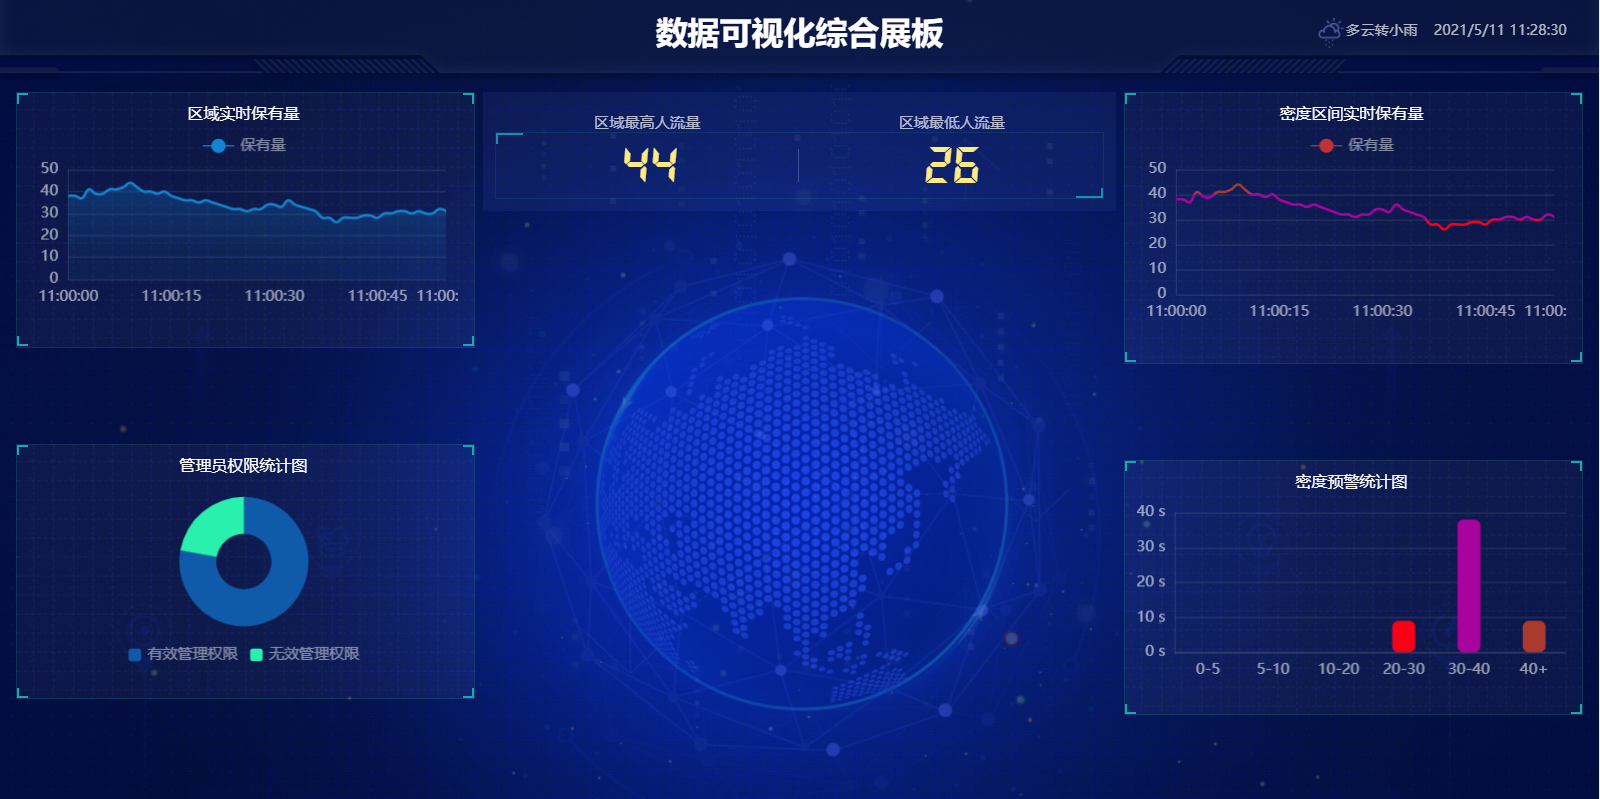 数据可视化综合展板
多云转小雨 2021/5/11 11:28:30
区域实时保有量
保有量
50
40
30
20
10
0
11:00:00 11:00:15 11:00:30 11:00:45 11:00:
管理员权限统计图
有效管理权限 无效管理权限
区域最高人流量 区域最低人流量
44 26
密度区间实时保有量
保有量
50
40
30
20
10
0
11:00:00 11:00:15 11:00:30 11:00:45 11:00:
密度预警统计图
40 s
30 s
20 s
10 s
0 s
0-5 5-10 10-20 20-30 30-40 40+